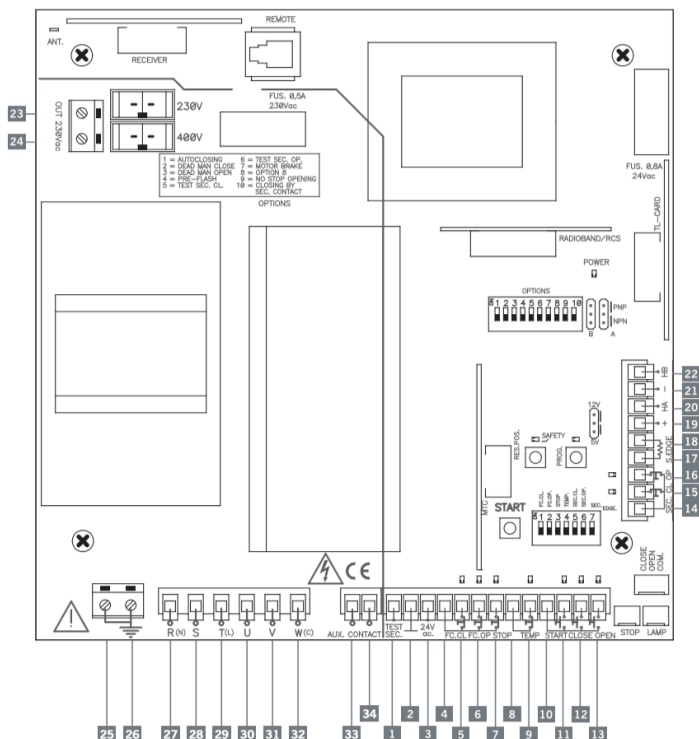 REMOTE
ANT.
RECEIVER
FUS. 0,5A
230Vac
23
24
OUT 230Vac
230V
400V
1 = AUTOCLOSING
2 = DEAD MAN CLOSE
3 = DEAD MAN OPEN
4 = PRE-FLASH
5 = TEST SEC. CL.
6 = TEST SEC. OP.
7 = MOTOR BRAKE
8 = OPTION 8
9 = NO STOP OPENING
10 = CLOSING BY
SEC. CONTACT
OPTIONS
FUS. 0,8A
24Vac
TL-CARD
RADIOBAND/RCS
POWER
OPTIONS
ON
1 2 3 4 5 6 7 8 9 10
PNP
NPN
B A
12V
5V
HB 22
- 21
HA 20
+ 19
18
S.EDGE 17
OP 16
SEC. CL 15
14
RES.POS.
SAFETY
PROG.
MTC
START
FC.CL.
FC.OP.
STOP
TEMP.
SEC.CL.
SEC.OP.
SEC. EDGE.
ON
1 2 3 4 5 6 7
CLOSE
OPEN
COM.
STOP LAMP
CE
R(N) S T(L) U V W(C)
AUX. CONTACT
TEST
SEC.
24V
ac.
FC.CL FC.OP STOP TEMP START CLOSE OPEN
25 26 27 28 29 30 31 32 33 34 1 2 3 4 5 6 7 8 9 10 11 12 13